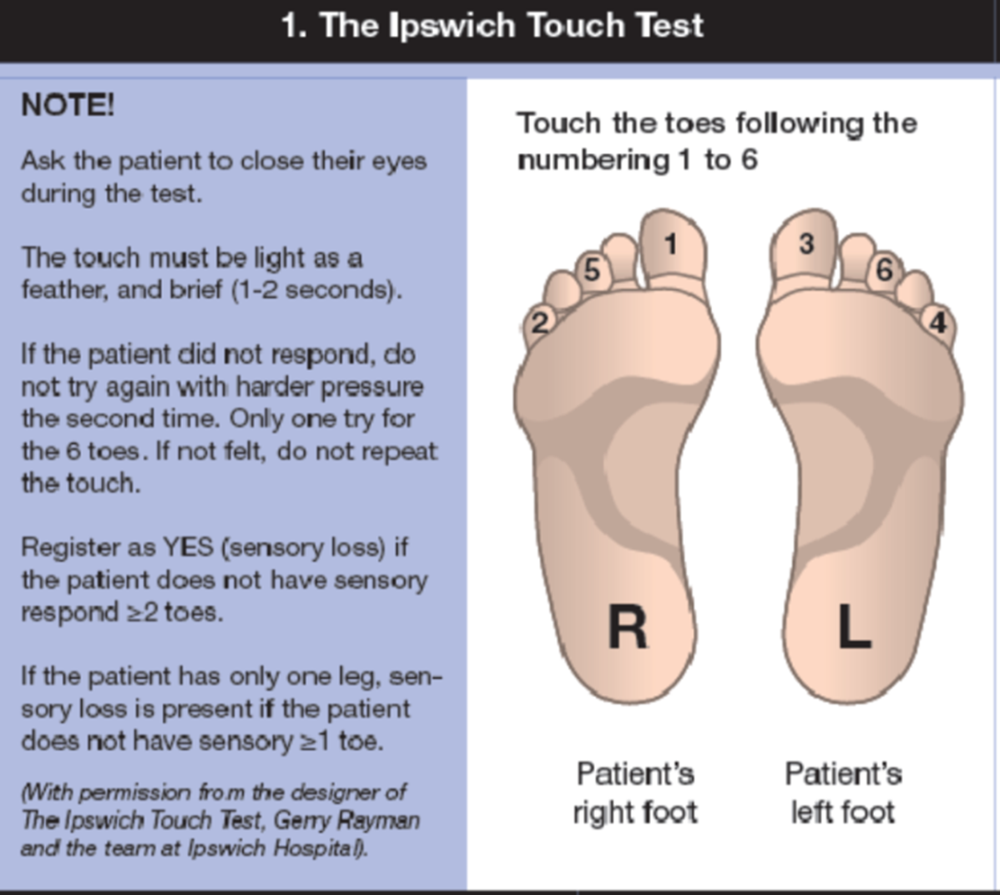 1. The Ipswich Touch Test
NOTE!
Ask the patient to close their eyes
during the test.
The touch must be light as a
feather, and brief (1-2 seconds).
If the patient did not respond, do
not try again with harder pressure
the second time. Only one try for
the 6 toes. If not felt, do not repeat
the touch.
Register as YES (sensory loss) if
the patient does not have sensory
respond ≥2 toes.
If the patient has only one leg, sen-
sory loss is present if the patient
does not have sensory ≥1 toe.
(With permission from the designer of
The Ipswich Touch Test, Gerry Rayman
and the team at Ipswich Hospital).
Touch the toes following the
numbering 1 to 6
1 3
5 6
2 4
R L
Patient's
right foot
Patient's
left foot